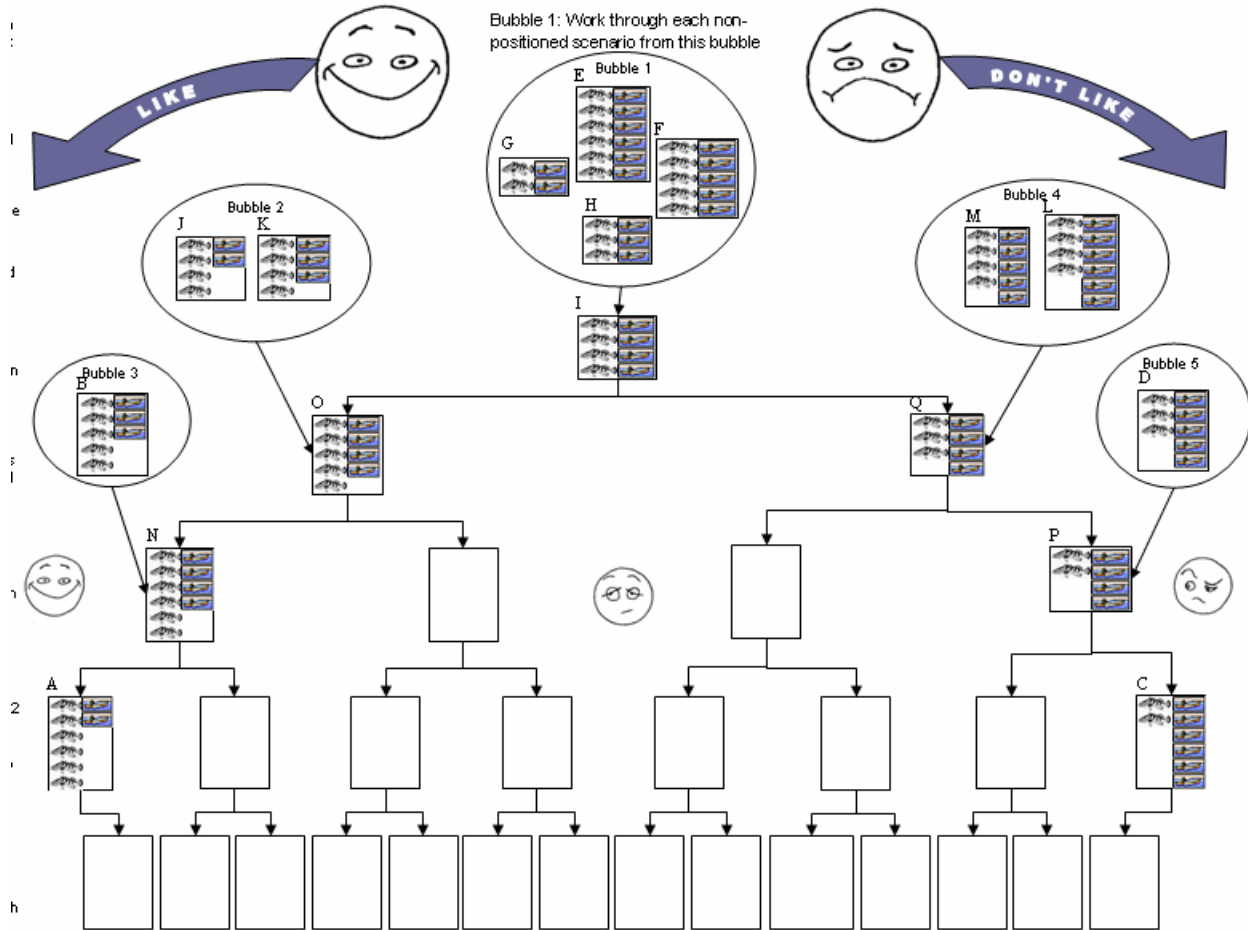 Bubble 1: Work through each non-
positioned scenario from this bubble
LIKE
DON'T LIKE
Bubble 1
E
F
G
H
Bubble 2
J
K
Bubble 4
M
L
I
Bubble 3
B
Bubble 5
D
O
Q
N
P
A
C
e
d
n
s
n
2
h